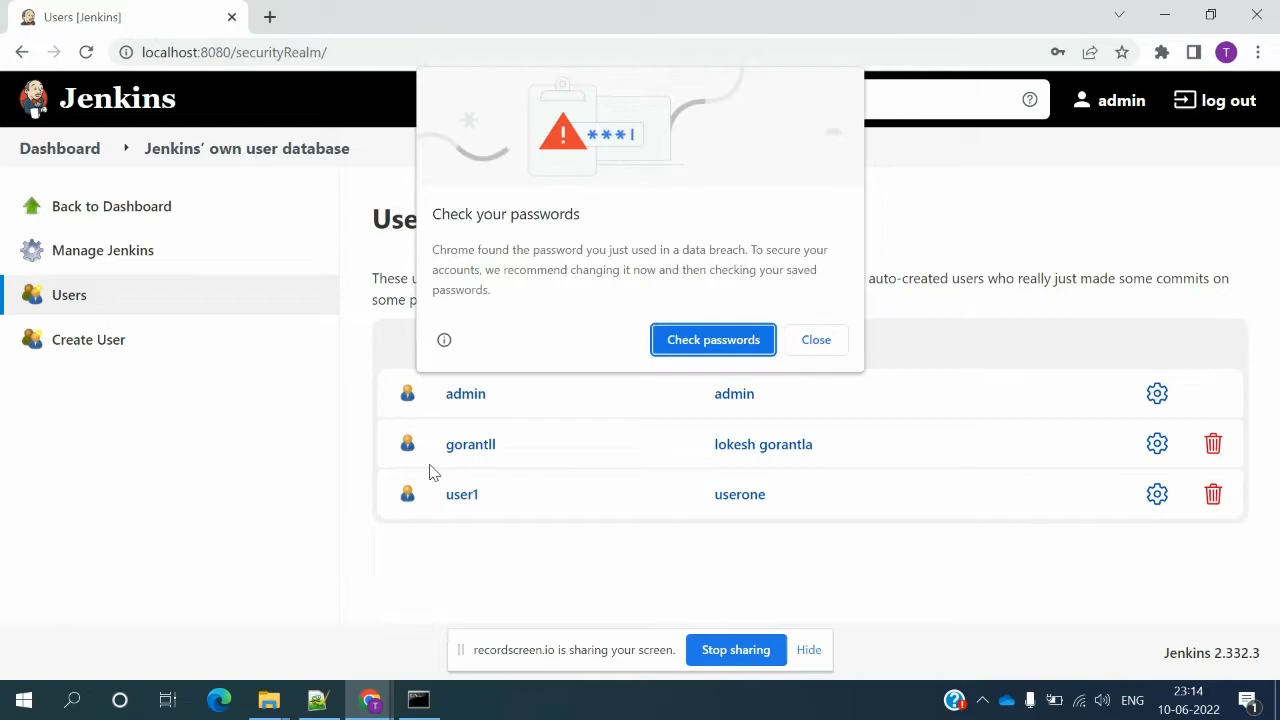 Users [Jenkins]
localhost:8080/securityRealm/
T
Jenkins
admin
log out
Dashboard
Jenkins' own user database
Back to Dashboard
Manage Jenkins
Users
Create User
Use
These u
auto-created users who really just made some commits on
some p
***|
Check your passwords
Chrome found the password you just used in a data breach. To secure your
accounts, we recommend changing it now and then checking your saved
passwords.
Check passwords
Close
admin
admin
gorantll
lokesh gorantla
user1
userone
recordscreen.io is sharing your screen.
Stop sharing
Hide
Jenkins 2.332.3
ENG
23:14
10-06-2022
1